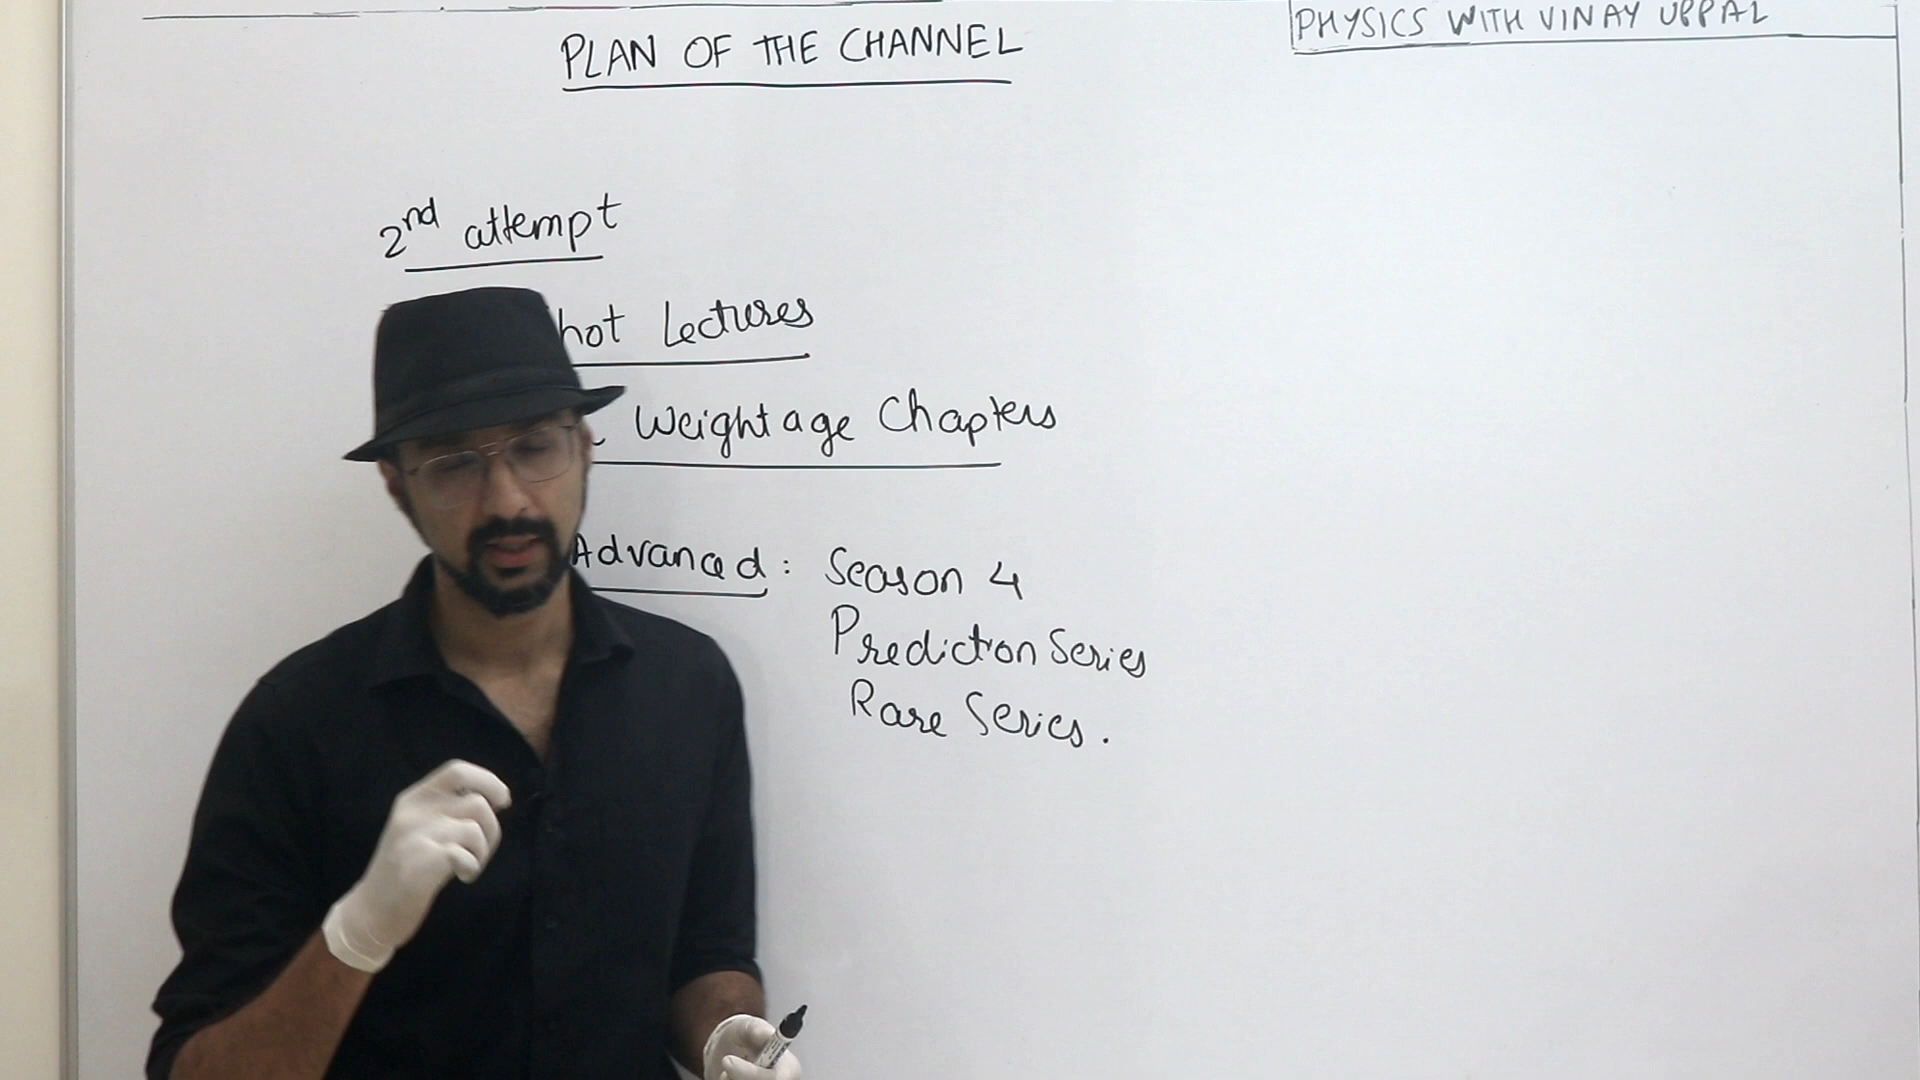 PHYSICS WITH VINAY UPPAL
PLAN OF THE CHANNEL
2nd attempt
hot Lectures
Weightage Chapters
Advanced : Season 4
Prediction Series
Rare Series.